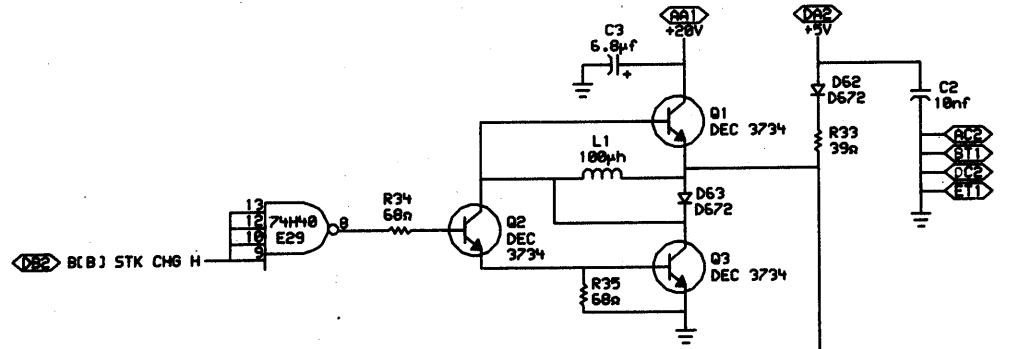 AA1
+20V
DA2
+5V
C3
6.8µf
+
D62
D672
C2
10nf
Q1
DEC 3734
R33
39Ω
AC2
BT1
DC2
ET1
L1
100µh
D63
D672
13
12
10
9
74H40
E29
8
R34
68Ω
Q2
DEC
3734
Q3
DEC 3734
DB2 B[B] STK CHG H
R35
68Ω